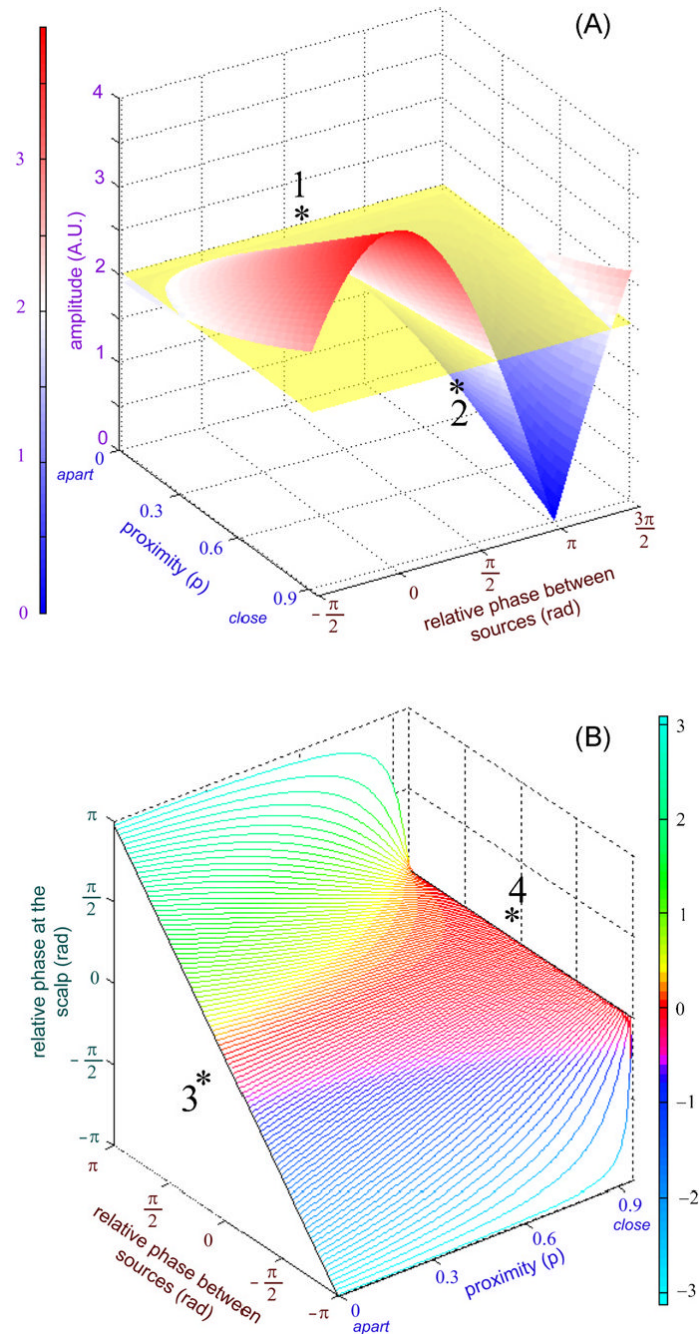 (A)
4
3
2
1
0
amplitude (A.U.)
3
2
1
0
1
*
*
2
0
apart
0.3
0.6
0.9
close
proximity (p)
- π/2
0
π/2
π
3π/2
relative phase between
sources (rad)
(B)
π
π/2
0
- π/2
-π
relative phase at the
scalp (rad)
3*
4
*
3
2
1
0
-1
-2
-3
π
π/2
0
- π/2
-π
relative phase between
sources (rad)
0
apart
0.3
0.6
0.9
close
proximity (p)